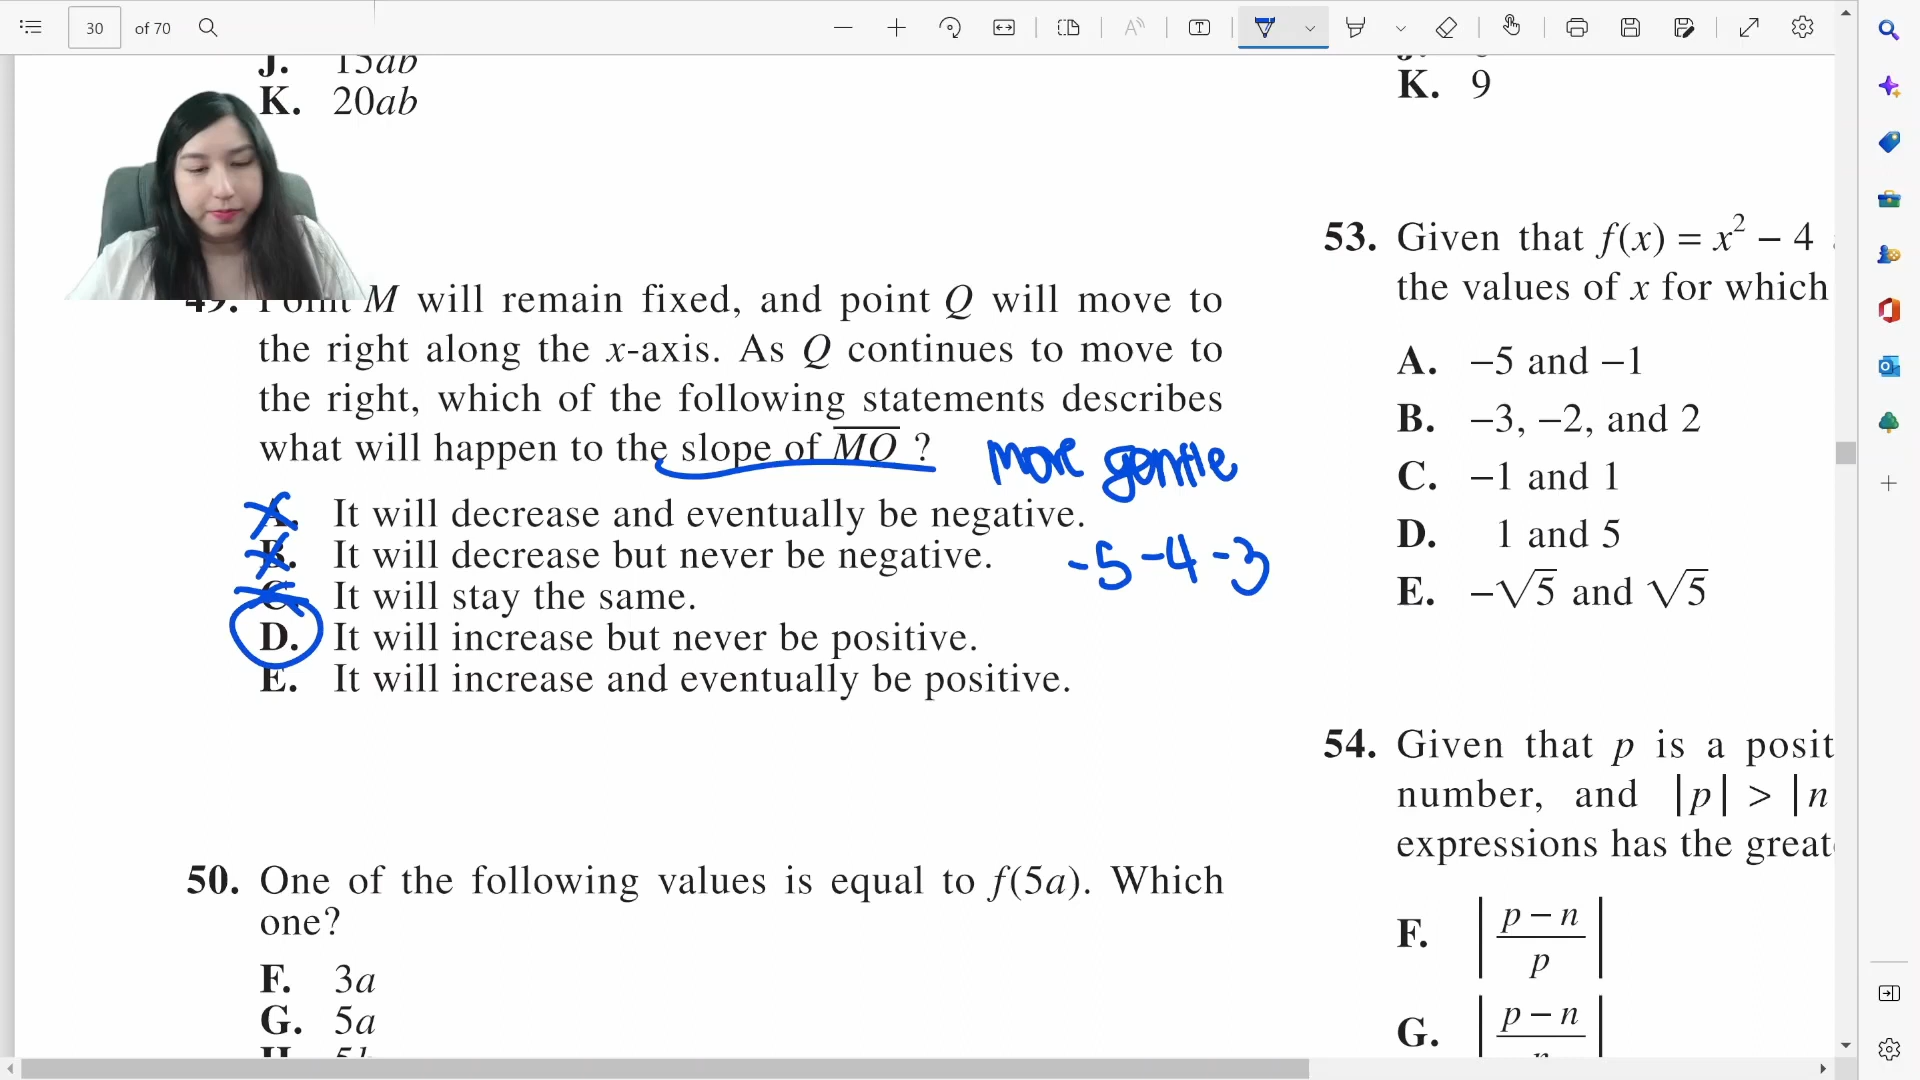 30 of 70
J. 15ab
K. 20ab
49. Point M will remain fixed, and point Q will move to
the right along the x-axis. As Q continues to move to
the right, which of the following statements describes
what will happen to the slope of MQ ?
more gentle
A. It will decrease and eventually be negative.
B. It will decrease but never be negative.
-5 -4 -3
C. It will stay the same.
D. It will increase but never be positive.
E. It will increase and eventually be positive.
50. One of the following values is equal to f(5a). Which
one?
F. 3a
G. 5a
K. 9
53. Given that f(x) = x² − 4
the values of x for which
A. −5 and −1
B. −3, −2, and 2
C. −1 and 1
D. 1 and 5
E. −√5 and √5
54. Given that p is a posit
number, and |p| > |n
expressions has the great
F. |p − n / p|
G. |p − n